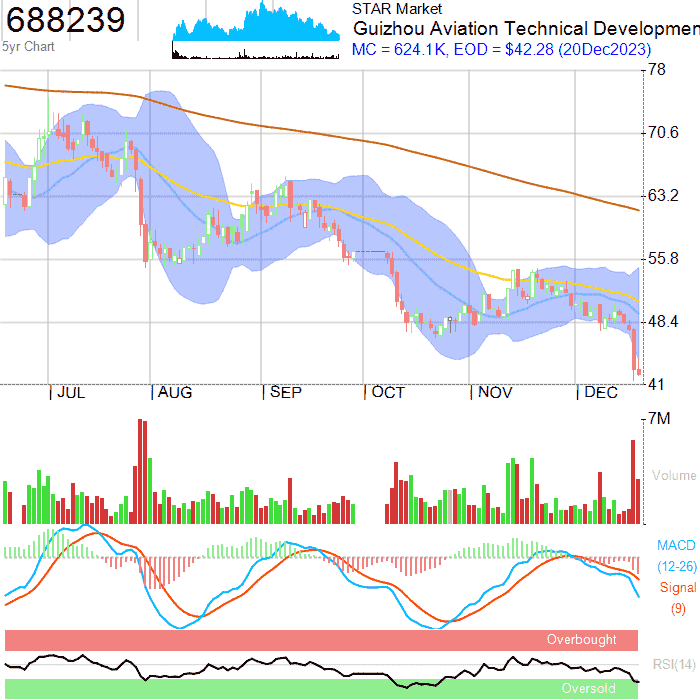 688239
5yr Chart
STAR Market
Guizhou Aviation Technical Developmen
MC = 624.1K, EOD = $42.28 (20Dec2023)
78
70.6
63.2
55.8
48.4
41
JUL AUG SEP OCT NOV DEC
7M
Volume
MACD
(12-26)
Signal
(9)
Overbought
RSI(14)
Oversold